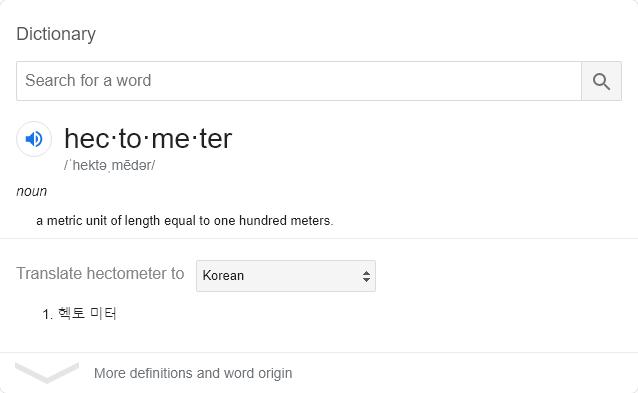 Dictionary
Search for a word
hec·to·me·ter
/ˈhektəˌmēdər/
noun
a metric unit of length equal to one hundred meters.
Translate hectometer to Korean
1. 헥토 미터
More definitions and word origin